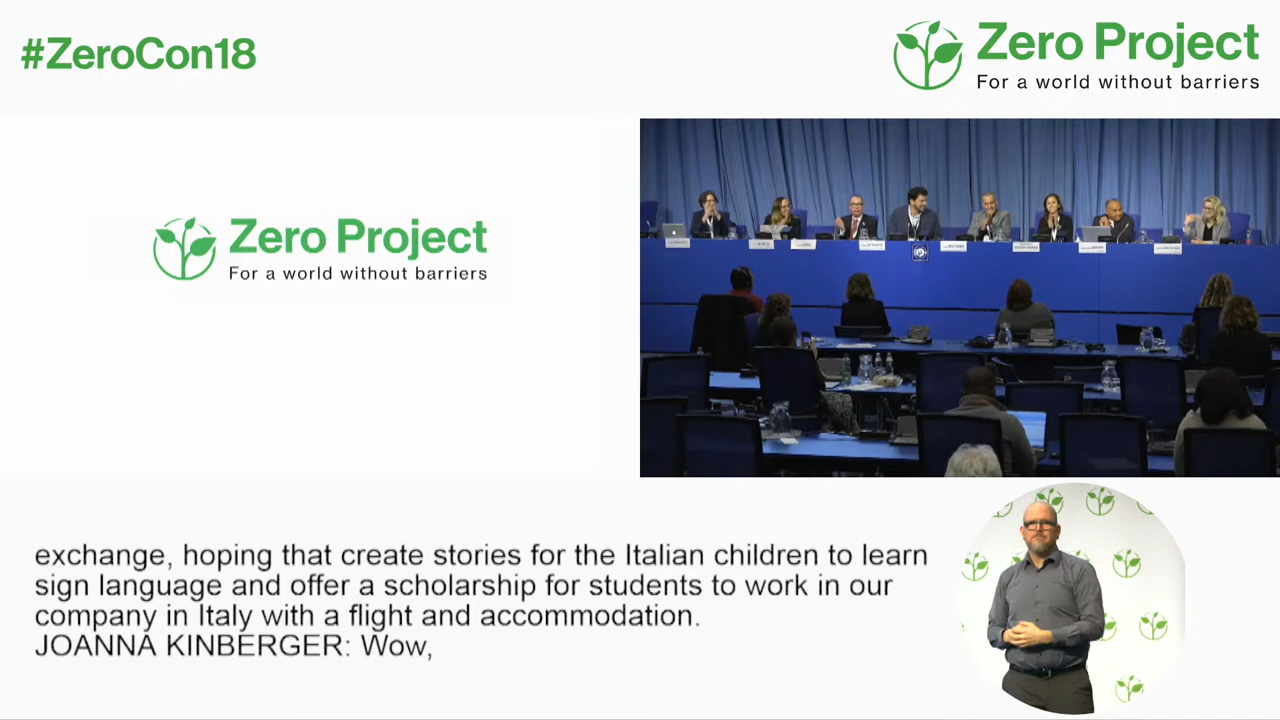 #ZeroCon18
Zero Project
For a world without barriers
Zero Project
For a world without barriers
exchange, hoping that create stories for the Italian children to learn
sign language and offer a scholarship for students to work in our
company in Italy with a flight and accommodation.
JOANNA KINBERGER: Wow,